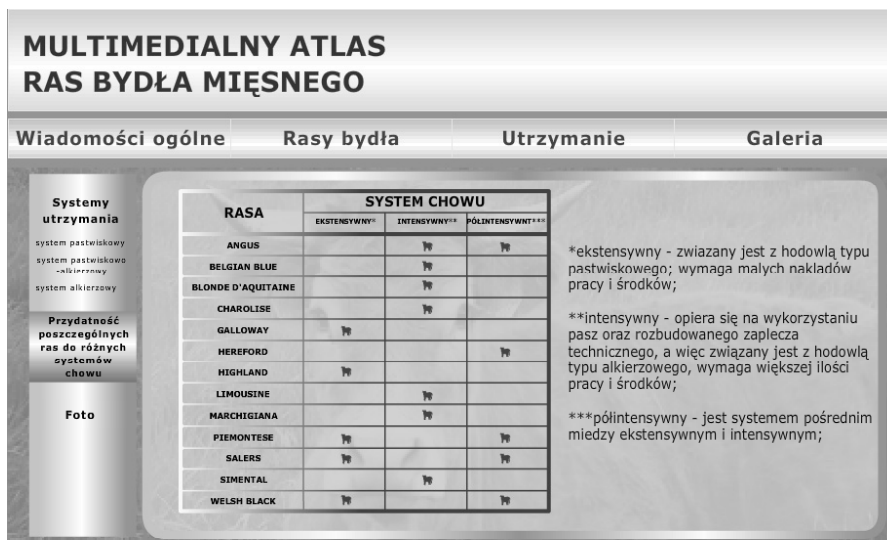 MULTIMEDIALNY ATLAS
RAS BYDŁA MIĘSNEGO
Wiadomości ogólne Rasy bydła Utrzymanie Galeria
Systemy
utrzymania
system pastwiskowy
system pastwiskowo
-alkierzowy
system alkierzowy
Przydatność
poszczególnych
ras do różnych
systemów
chowu
Foto
RASA
SYSTEM CHOWU
EKSTENSYWNY* INTENSYWNY** PÓŁINTENSYWNT***
ANGUS
BELGIAN BLUE
BLONDE D'AQUITAINE
CHAROLISE
GALLOWAY
HEREFORD
HIGHLAND
LIMOUSINE
MARCHIGIANA
PIEMONTESE
SALERS
SIMENTAL
WELSH BLACK
*ekstensywny - zwiazany jest z hodowlą typu
pastwiskowego; wymaga malych nakladów
pracy i środków;
**intensywny - opiera się na wykorzystaniu
pasz oraz rozbudowanego zaplecza
technicznego, a więc związany jest z hodowlą
typu alkierzowego, wymaga większej ilości
pracy i środków;
***półintensywny - jest systemem pośrednim
miedzy ekstensywnym i intensywnym;